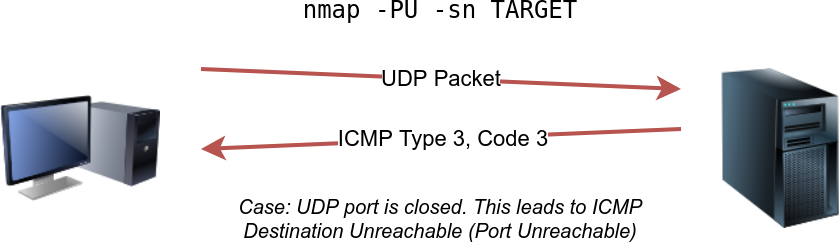 nmap -PU -sn TARGET
UDP Packet
ICMP Type 3, Code 3
Case: UDP port is closed. This leads to ICMP
Destination Unreachable (Port Unreachable)